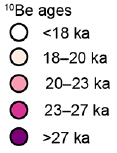 ¹⁰Be ages
<18 ka
18–20 ka
20–23 ka
23–27 ka
>27 ka